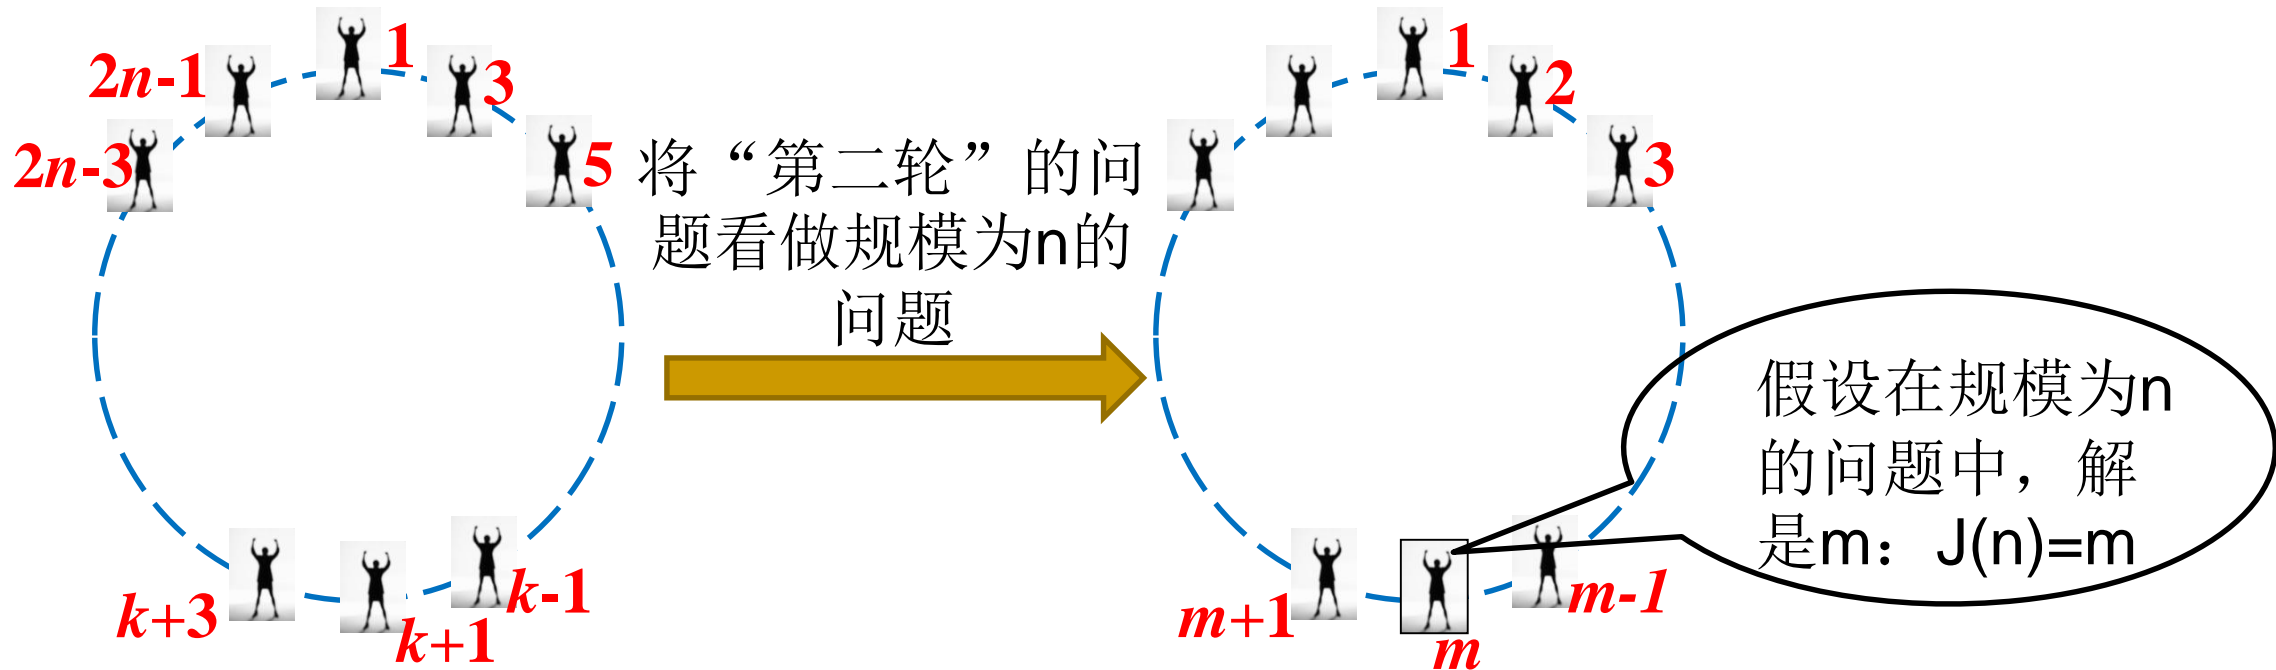 2n-1
1
3
2n-3
5
k+3
k+1
k-1
将“第二轮”的问
题看做规模为n的
问题
1
2
3
m+1
m
m-1
假设在规模为n
的问题中，解
是m：J(n)=m